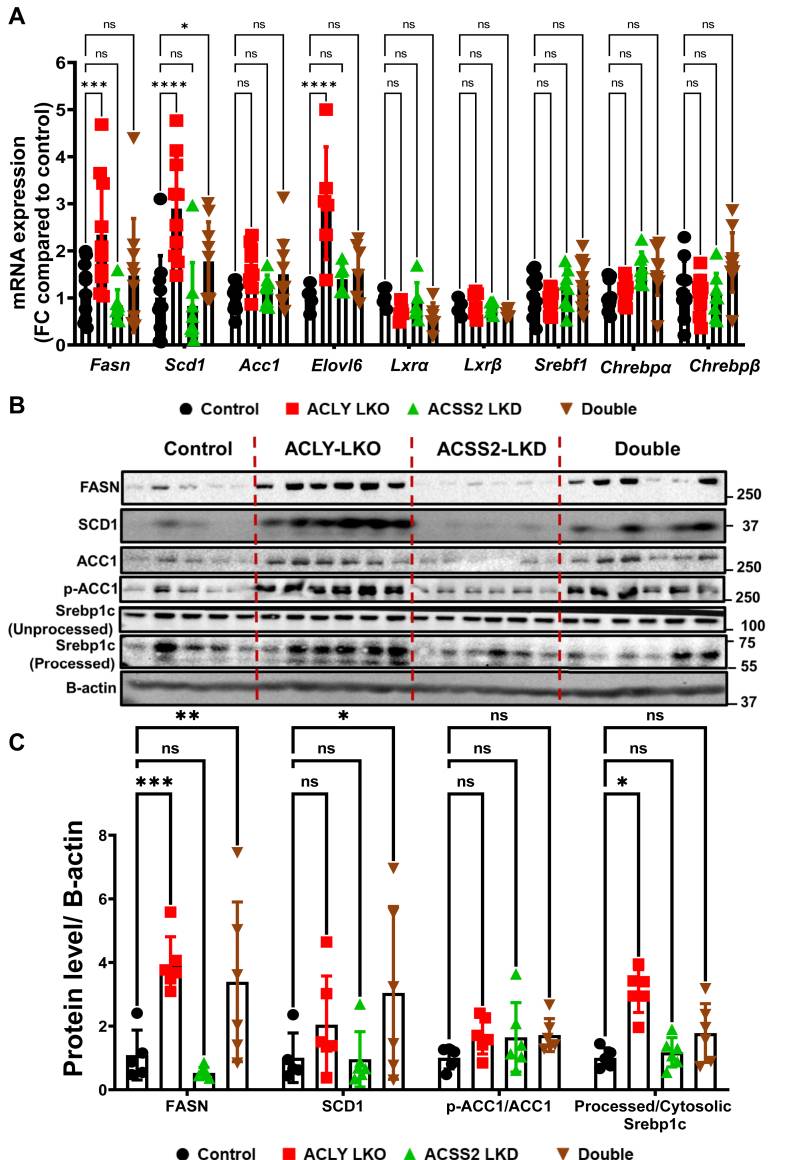 A
ns * ns ns ns ns ns ns ns
ns ns ns ns ns ns ns ns ns
*** **** ns **** ns ns ns ns ns
mRNA expression
(FC compared to control)
6
5
4
3
2
1
0
Fasn Scd1 Acc1 Elovl6 Lxrα Lxrβ Srebf1 Chrebpα Chrebpβ
Control ACLY LKO ACSS2 LKD Double
B
Control ACLY-LKO ACSS2-LKD Double
FASN 250
SCD1 37
ACC1 250
p-ACC1 250
Srebp1c
(Unprocessed) 100
Srebp1c 75
(Processed) 55
B-actin 37
C
** * ns ns
ns ns ns ns
*** ns ns *
Protein level/ B-actin
8
6
4
2
0
FASN SCD1 p-ACC1/ACC1 Processed/Cytosolic
Srebp1c
Control ACLY LKO ACSS2 LKD Double